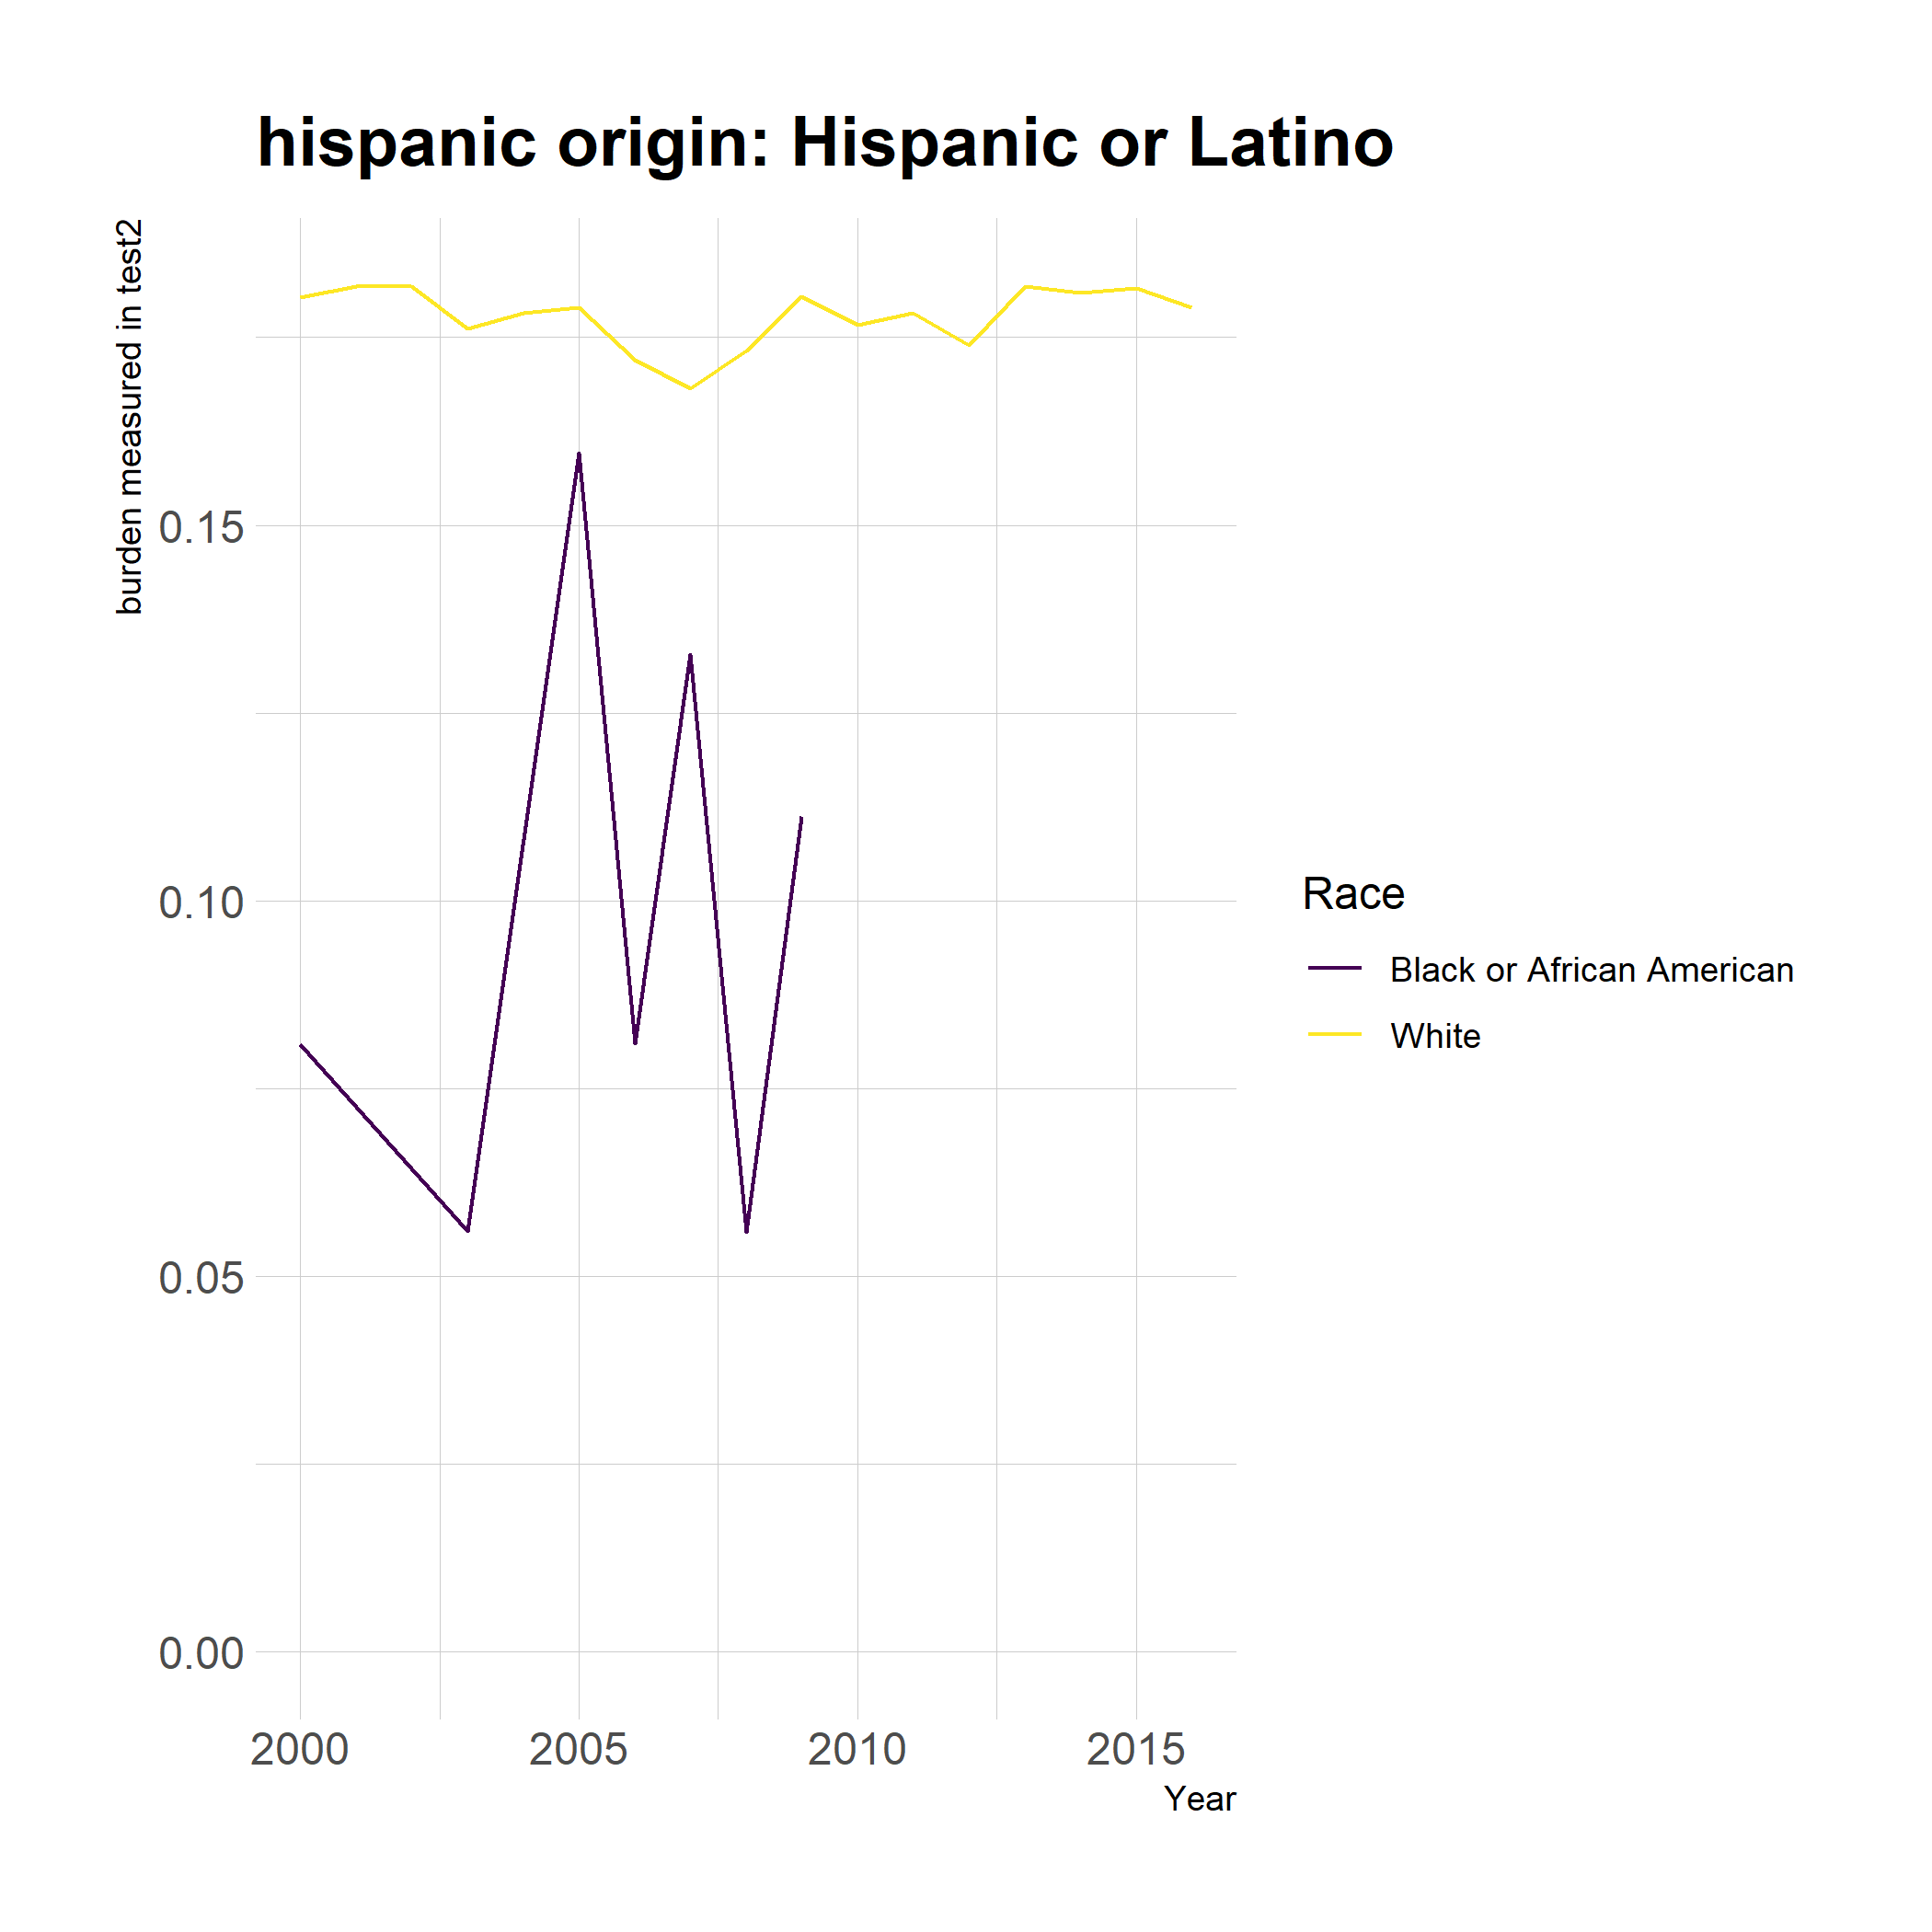 hispanic origin: Hispanic or Latino
burden measured in test2
0.15
0.10
0.05
0.00
2000 2005 2010 2015
Year
Race
Black or African American
White